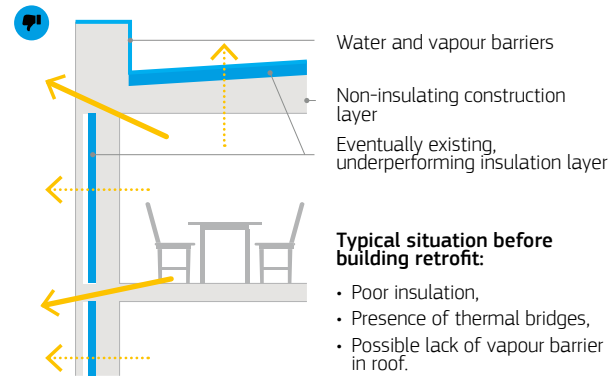 Water and vapour barriers
Non-insulating construction
layer
Eventually existing,
underperforming insulation layer
Typical situation before
building retrofit:
• Poor insulation,
• Presence of thermal bridges,
• Possible lack of vapour barrier
in roof.